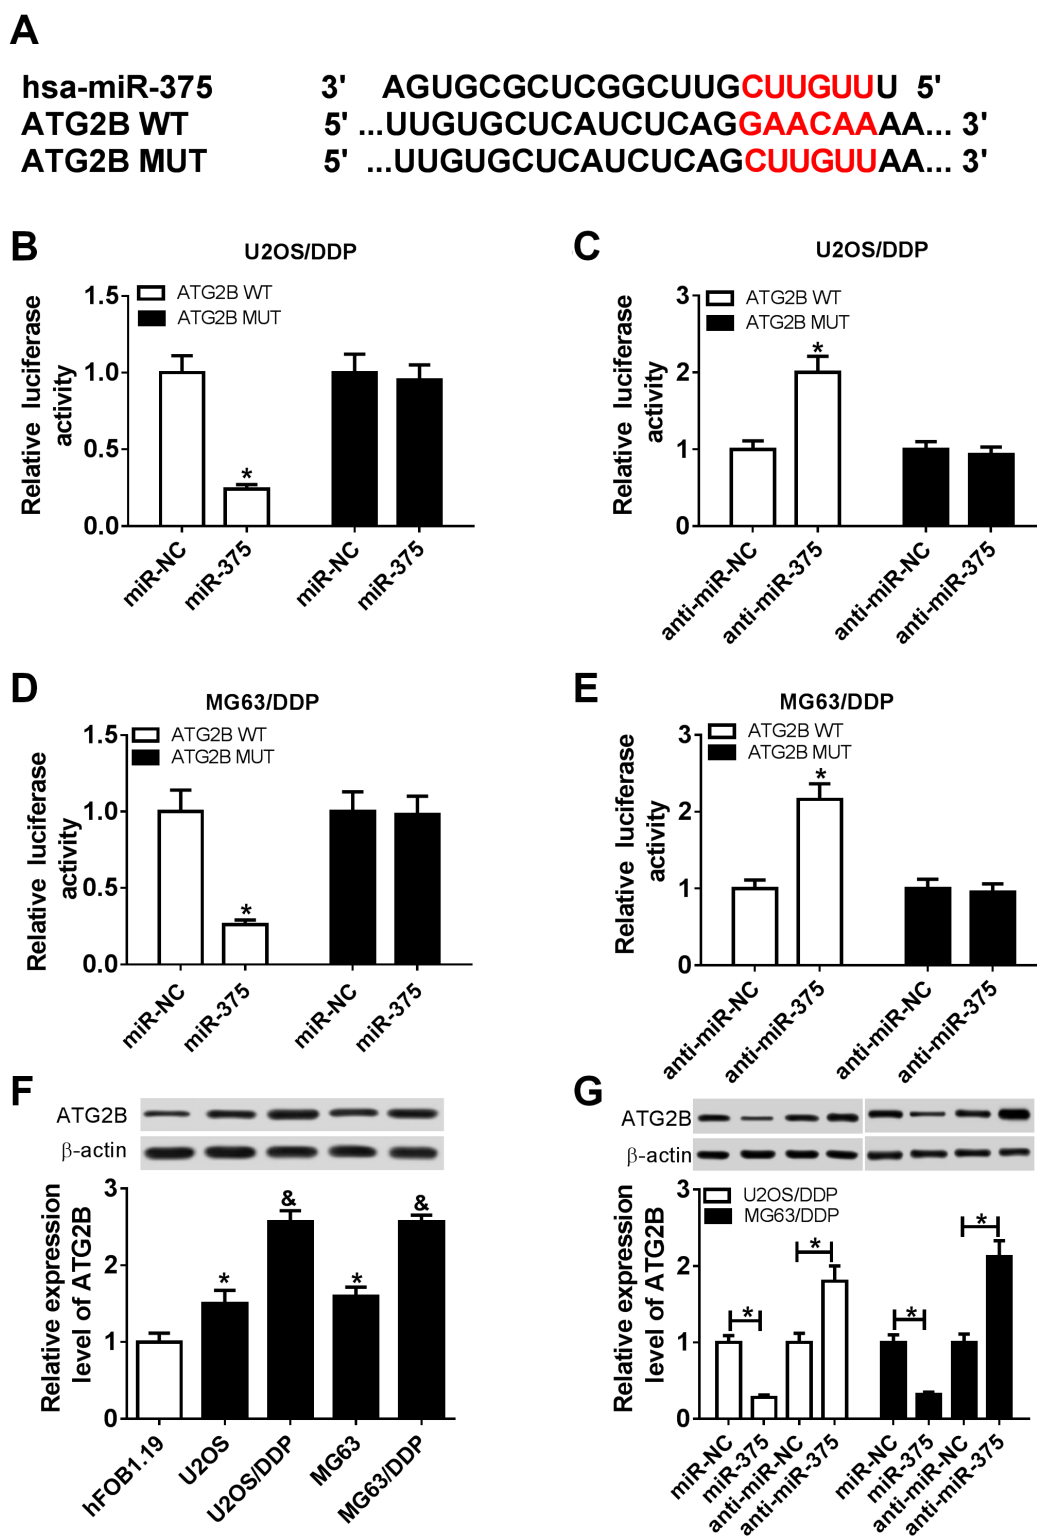 A
hsa-miR-375 3' AGUGCGCUCGGCUUGCUUGUUU 5'
ATG2B WT 5' ...UUGUGCUCAUCUCAGGAACAAAA... 3'
ATG2B MUT 5' ...UUGUGCUCAUCUCAGCUUGUUAA... 3'
B
U2OS/DDP
ATG2B WT
ATG2B MUT
Relative luciferase
activity
1.5
1.0
0.5
0.0
*
miR-NC
miR-375
miR-NC
miR-375
C
U2OS/DDP
ATG2B WT
ATG2B MUT
Relative luciferase
activity
3
2
1
0
*
anti-miR-NC
anti-miR-375
anti-miR-NC
anti-miR-375
D
MG63/DDP
ATG2B WT
ATG2B MUT
Relative luciferase
activity
1.5
1.0
0.5
0.0
*
miR-NC
miR-375
miR-NC
miR-375
E
MG63/DDP
ATG2B WT
ATG2B MUT
Relative luciferase
activity
3
2
1
0
*
anti-miR-NC
anti-miR-375
anti-miR-NC
anti-miR-375
F
ATG2B
β-actin
Relative expression
level of ATG2B
3
2
1
0
*
&
*
&
hFOB1.19
U2OS
U2OS/DDP
MG63
MG63/DDP
G
ATG2B
β-actin
U2OS/DDP
MG63/DDP
Relative expression
level of ATG2B
3
2
1
0
*
*
*
*
miR-NC
miR-375
anti-miR-NC
anti-miR-375
miR-NC
miR-375
anti-miR-NC
anti-miR-375